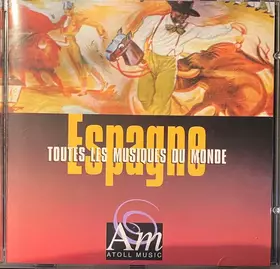 Espagne
TOUTES LES MUSIQUES DU MONDE
Am
ATOLL MUSIC